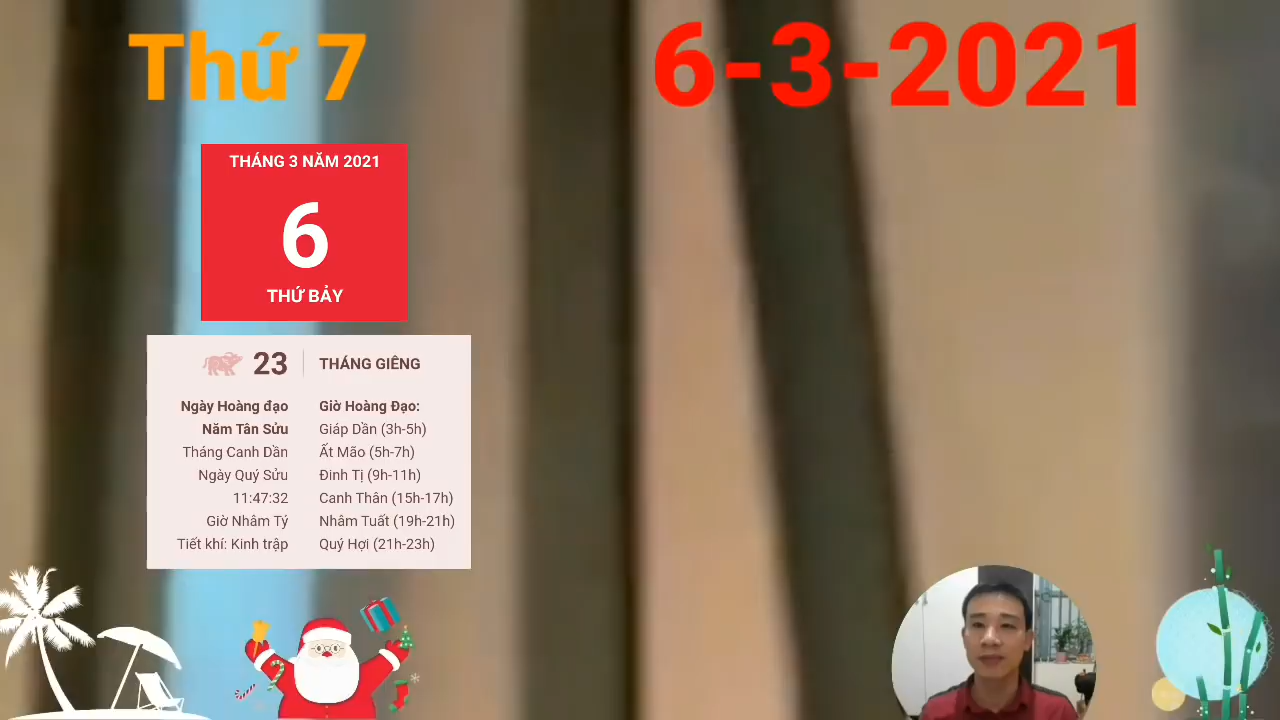 Thứ 7
6-3-2021
THÁNG 3 NĂM 2021
6
THỨ BẢY
23
THÁNG GIÊNG
Ngày Hoàng đạo
Năm Tân Sửu
Tháng Canh Dần
Ngày Quý Sửu
11:47:32
Giờ Nhâm Tý
Tiết khí: Kinh trập
Giờ Hoàng Đạo:
Giáp Dần (3h-5h)
Ất Mão (5h-7h)
Đinh Tị (9h-11h)
Canh Thân (15h-17h)
Nhâm Tuất (19h-21h)
Quý Hợi (21h-23h)